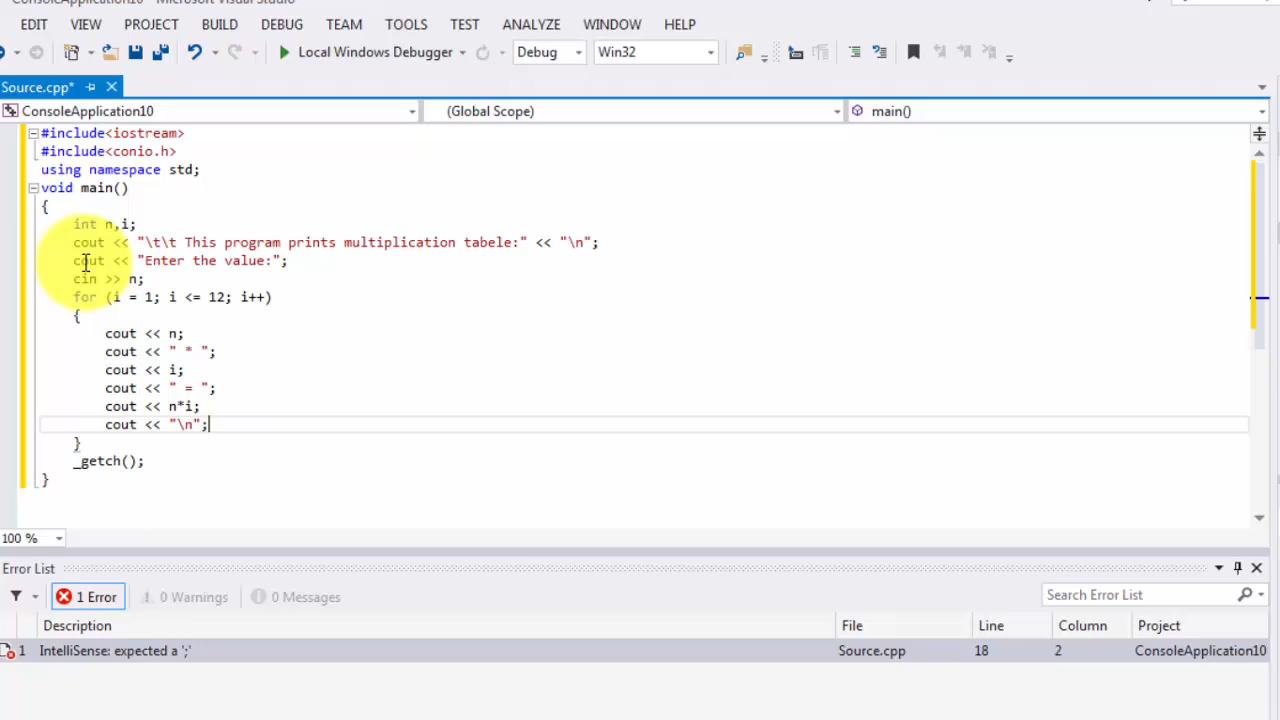 ConsoleApplication10 - Microsoft Visual Studio
EDIT VIEW PROJECT BUILD DEBUG TEAM TOOLS TEST ANALYZE WINDOW HELP
Local Windows Debugger Debug Win32
Source.cpp*
ConsoleApplication10 (Global Scope) main()
#include<iostream>
#include<conio.h>
using namespace std;
void main()
{
int n,i;
cout << "\t\t This program prints multiplication tabele:" << "\n";
cout << "Enter the value:";
cin >> n;
for (i = 1; i <= 12; i++)
{
cout << n;
cout << " * ";
cout << i;
cout << " = ";
cout << n*i;
cout << "\n";
}
_getch();
}
100 %
Error List
1 Error 0 Warnings 0 Messages Search Error List
Description File Line Column Project
1 IntelliSense: expected a ';' Source.cpp 18 2 ConsoleApplication10